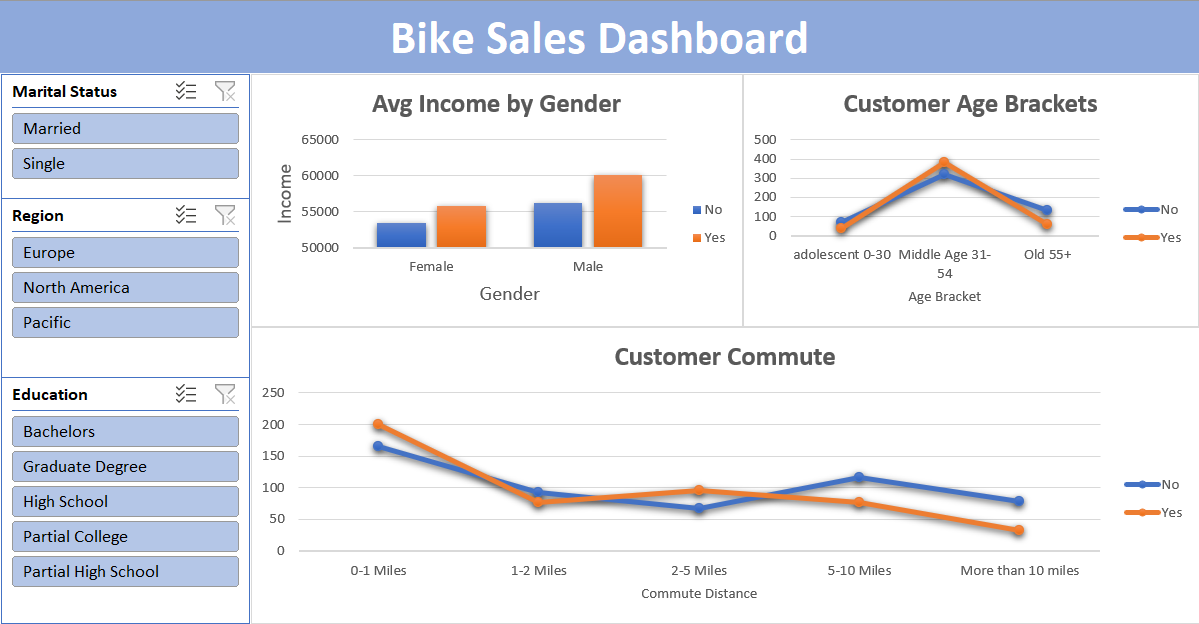 Bike Sales Dashboard
Marital Status
Married
Single
Region
Europe
North America
Pacific
Education
Bachelors
Graduate Degree
High School
Partial College
Partial High School
Avg Income by Gender
65000
60000
55000
50000
Income
Female
Male
Gender
No
Yes
Customer Age Brackets
500
400
300
200
100
0
adolescent 0-30
Middle Age 31-
54
Old 55+
Age Bracket
No
Yes
Customer Commute
250
200
150
100
50
0
0-1 Miles
1-2 Miles
2-5 Miles
5-10 Miles
More than 10 miles
Commute Distance
No
Yes